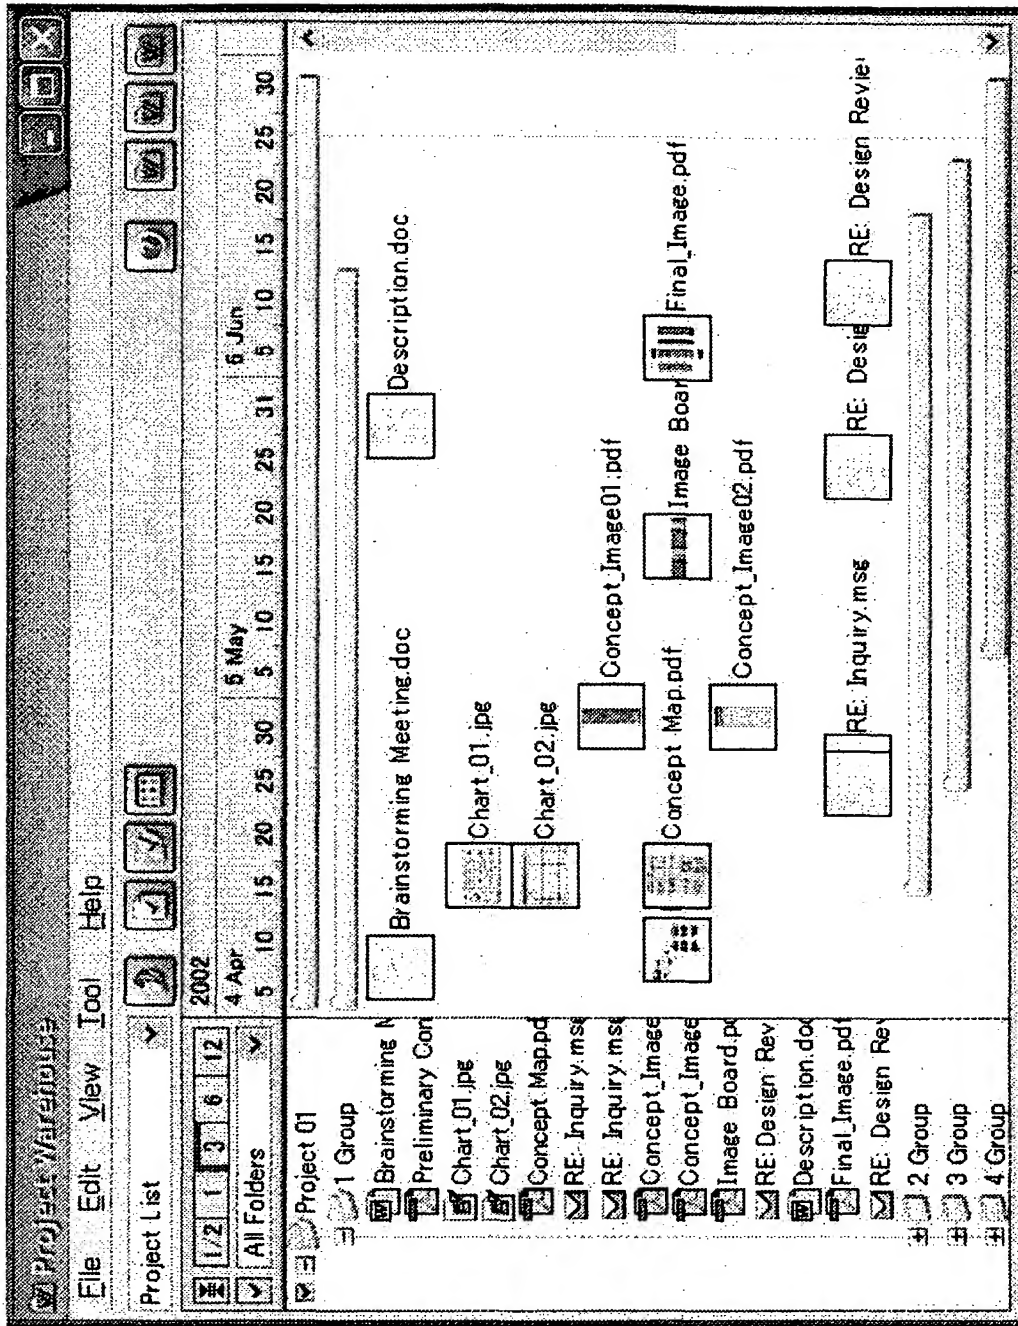 Project Warehouse
File Edit View Tool Help
Project List
1/2 1 3 6 12
2002
All Folders
4 Apr 5 May 6 Jun
5 10 15 20 25 30 5 10 15 20 25 31 5 10 15 20 25 30
Project 01
1 Group
Brainstorming M
Preliminary Con
Chart_01.jpg
Chart_02.jpg
Concept Map.pd
RE: Inquiry.msg
RE: Inquiry.msg
Concept_Image
Concept_Image
Image Board.pd
RE: Design Rev
Description.doc
Final_Image.pdf
RE: Design Rev
2 Group
3 Group
4 Group
Brainstorming Meeting.doc
Description.doc
Chart_01.jpg
Chart_02.jpg
Concept_Image01.pdf
Concept Map.pdf
Image Boar
Final_Image.pdf
Concept_Image02.pdf
RE: Inquiry.msg
RE: Desig
RE: Design Revie